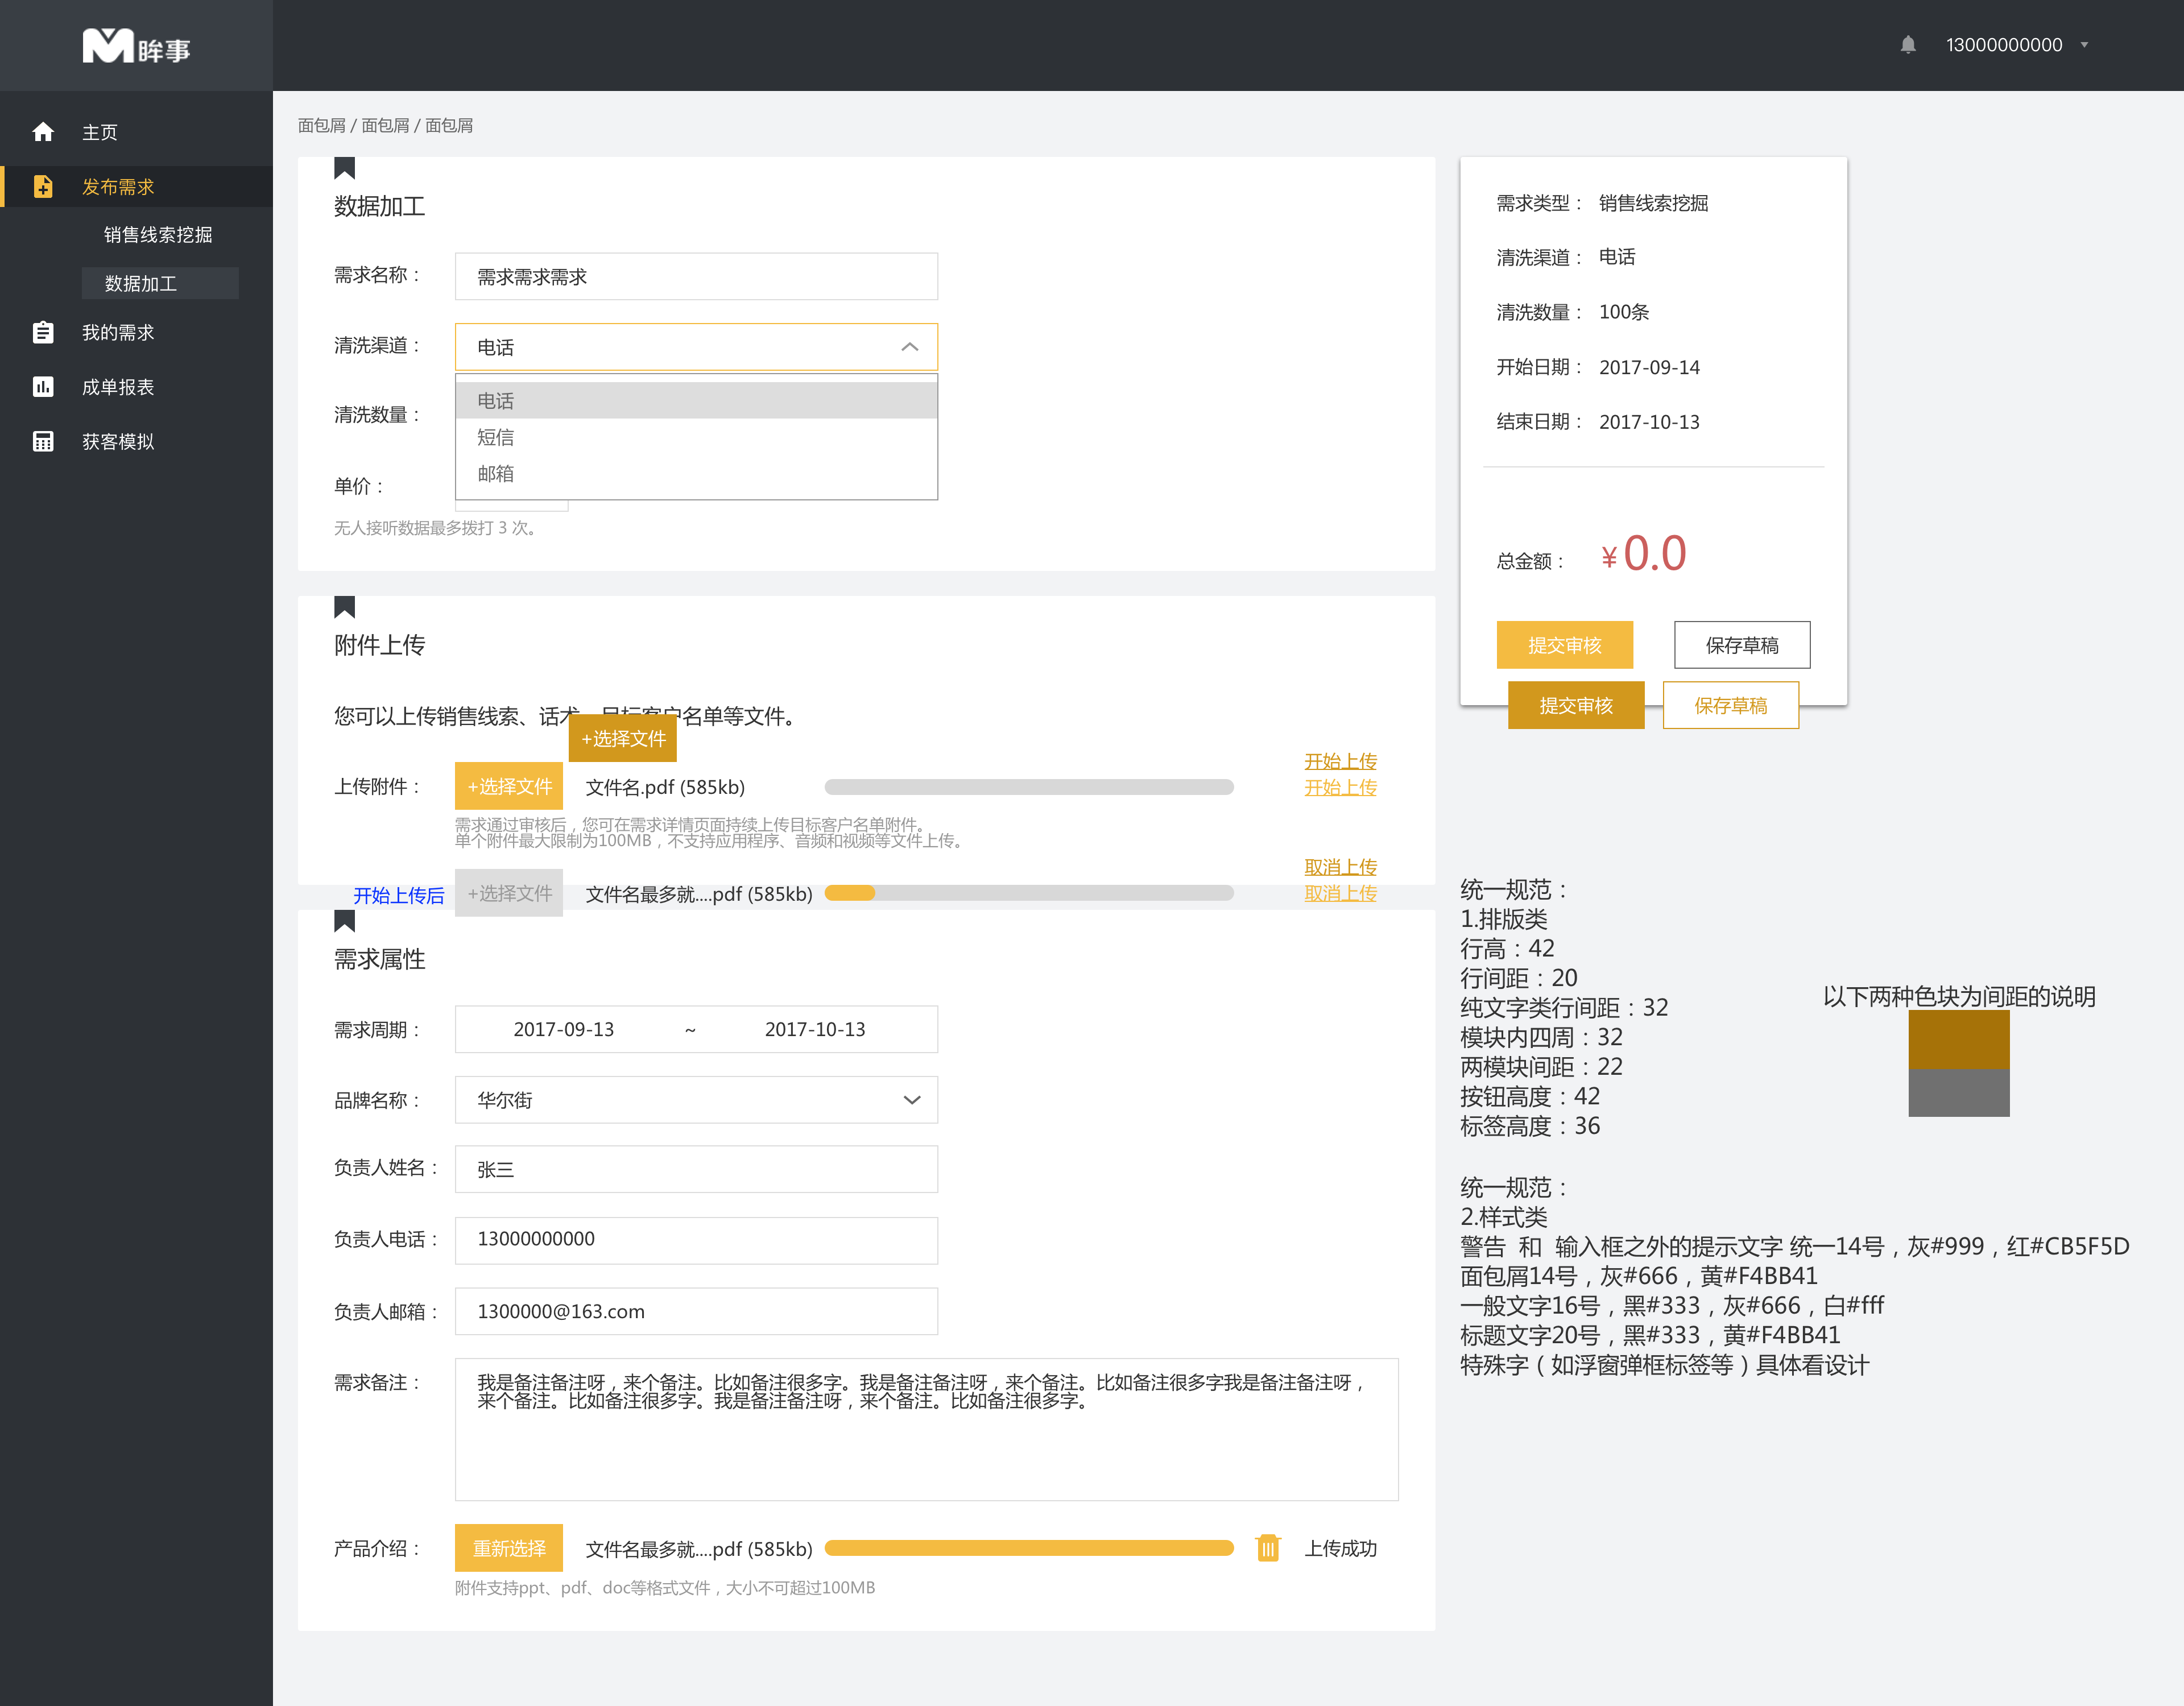 眸事
13000000000
主页
发布需求
销售线索挖掘
数据加工
我的需求
成单报表
获客模拟
面包屑 / 面包屑 / 面包屑
数据加工
需求名称：
需求需求需求
清洗渠道：
电话
清洗数量：
电话
短信
邮箱
单价：
无人接听数据最多拨打 3 次。
附件上传
您可以上传销售线索、话术、目标客户名单等文件。
+选择文件
开始上传
上传附件：
+选择文件
文件名.pdf (585kb)
开始上传
需求通过审核后，您可在需求详情页面持续上传目标客户名单附件。
单个附件最大限制为100MB，不支持应用程序、音频和视频等文件上传。
取消上传
开始上传后
+选择文件
文件名最多就....pdf (585kb)
取消上传
需求属性
需求周期：
2017-09-13 ~ 2017-10-13
品牌名称：
华尔街
负责人姓名：
张三
负责人电话：
13000000000
负责人邮箱：
1300000@163.com
需求备注：
我是备注备注呀，来个备注。比如备注很多字。我是备注备注呀，来个备注。比如备注很多字我是备注备注呀，
来个备注。比如备注很多字。我是备注备注呀，来个备注。比如备注很多字。
产品介绍：
重新选择
文件名最多就....pdf (585kb)
上传成功
附件支持ppt、pdf、doc等格式文件，大小不可超过100MB
需求类型： 销售线索挖掘
清洗渠道： 电话
清洗数量： 100条
开始日期： 2017-09-14
结束日期： 2017-10-13
总金额： ¥0.0
提交审核
保存草稿
提交审核
保存草稿
统一规范：
1.排版类
行高：42
行间距：20
纯文字类行间距：32
模块内四周：32
两模块间距：22
按钮高度：42
标签高度：36
以下两种色块为间距的说明
统一规范：
2.样式类
警告 和 输入框之外的提示文字 统一14号，灰#999，红#CB5F5D
面包屑14号，灰#666，黄#F4BB41
一般文字16号，黑#333，灰#666，白#fff
标题文字20号，黑#333，黄#F4BB41
特殊字（如浮窗弹框标签等）具体看设计